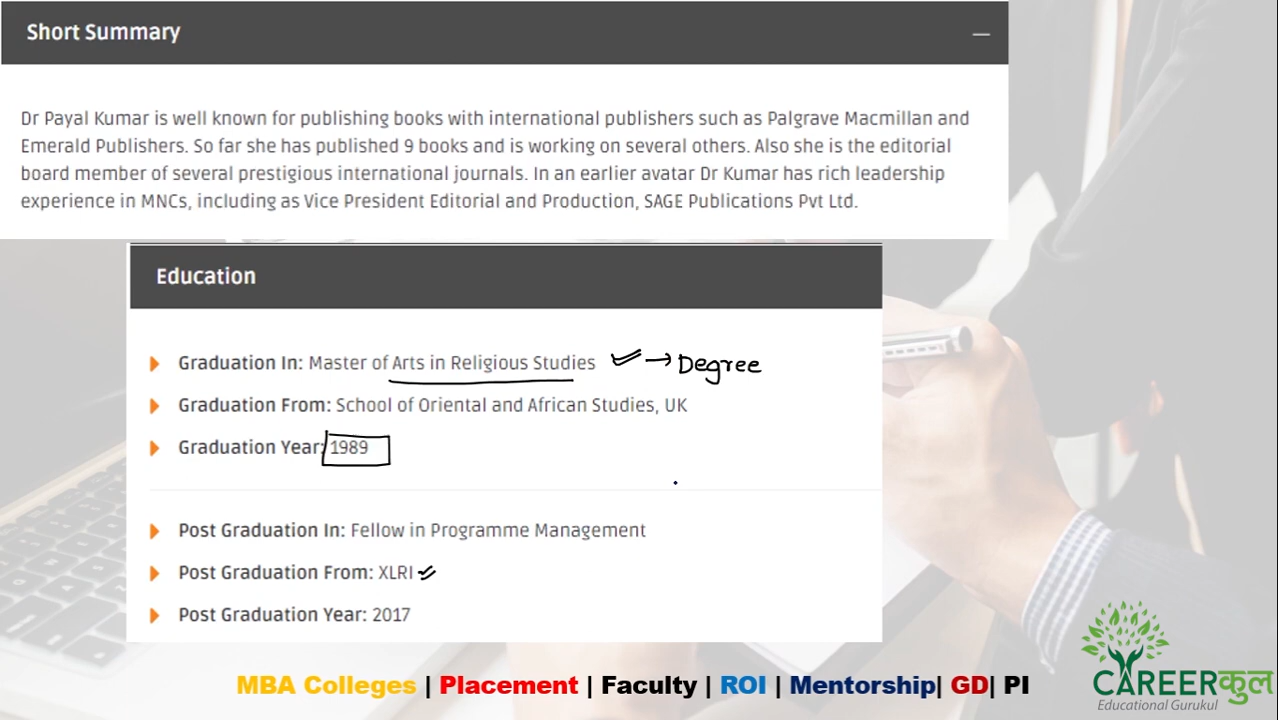 Short Summary
Dr Payal Kumar is well known for publishing books with international publishers such as Palgrave Macmillan and
Emerald Publishers. So far she has published 9 books and is working on several others. Also she is the editorial
board member of several prestigious international journals. In an earlier avatar Dr Kumar has rich leadership
experience in MNCs, including as Vice President Editorial and Production, SAGE Publications Pvt Ltd.
Education
Graduation In: Master of Arts in Religious Studies → Degree
Graduation From: School of Oriental and African Studies, UK
Graduation Year: 1989
Post Graduation In: Fellow in Programme Management
Post Graduation From: XLRI
Post Graduation Year: 2017
MBA Colleges | Placement | Faculty | ROI | Mentorship| GD| PI
CAREERकुल
Educational Gurukul